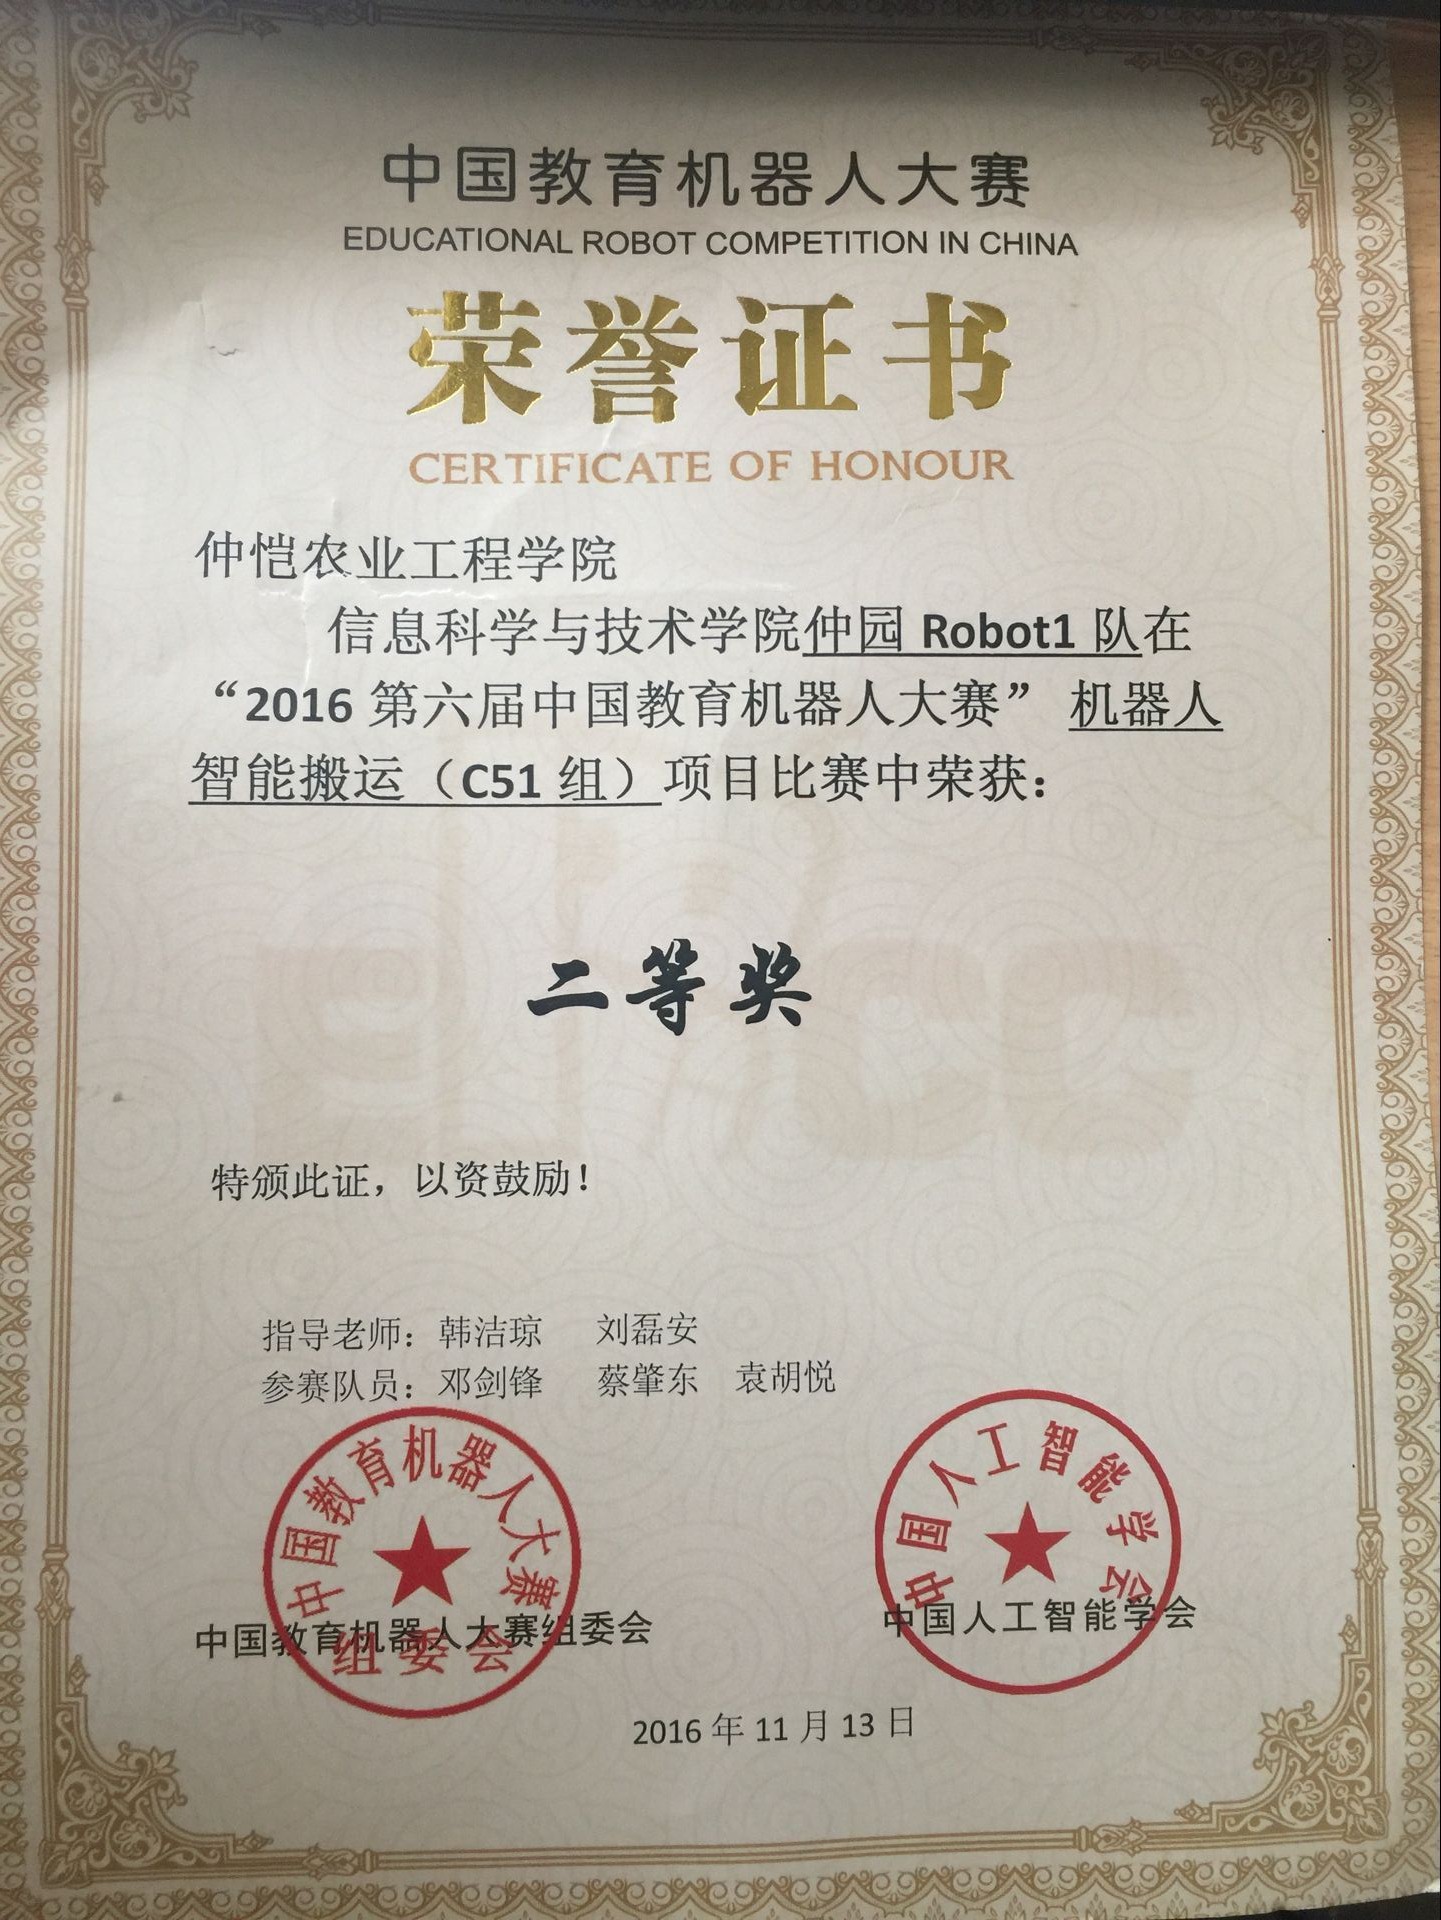 中国教育机器人大赛
EDUCATIONAL ROBOT COMPETITION IN CHINA
荣誉证书
CERTIFICATE OF HONOUR
仲恺农业工程学院
信息科学与技术学院仲园 Robot1 队在
“2016 第六届中国教育机器人大赛” 机器人
智能搬运（C51 组）项目比赛中荣获：
二等奖
特颁此证，以资鼓励！
指导老师：韩洁琼 刘磊安
参赛队员：邓剑锋 蔡肇东 袁胡悦
中国教育机器人大赛
组委会
中国人工智能学会
中国教育机器人大赛组委会
中国人工智能学会
2016 年 11 月 13 日